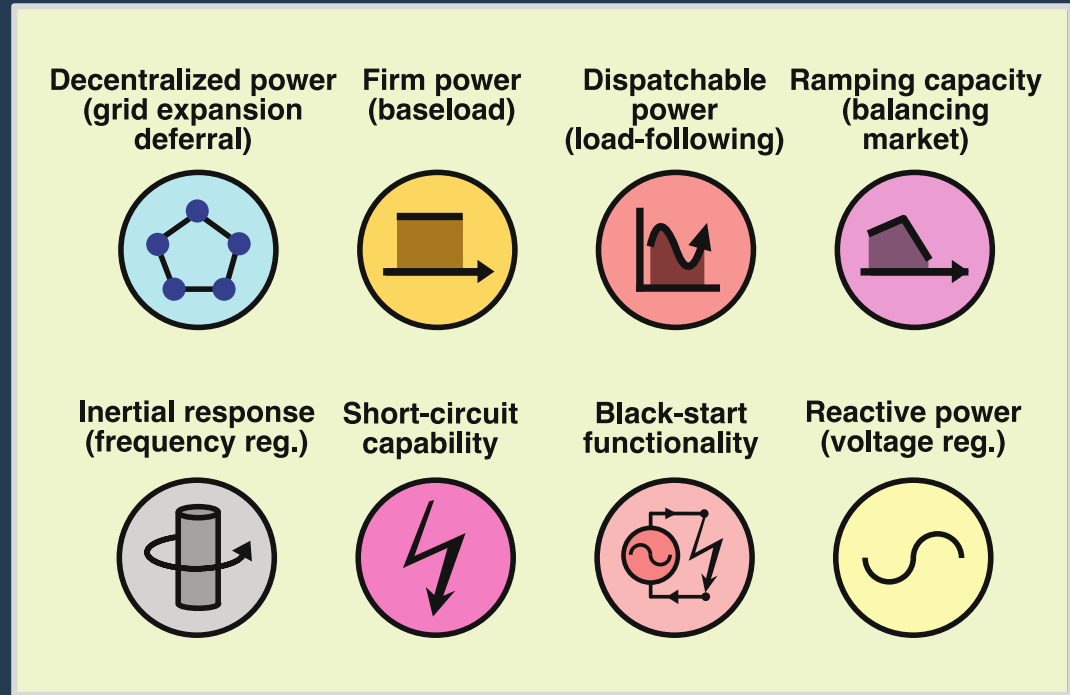 Decentralized power
(grid expansion
deferral)
Firm power
(baseload)
Dispatchable
power
(load-following)
Ramping capacity
(balancing
market)
Inertial response
(frequency reg.)
Short-circuit
capability
Black-start
functionality
Reactive power
(voltage reg.)